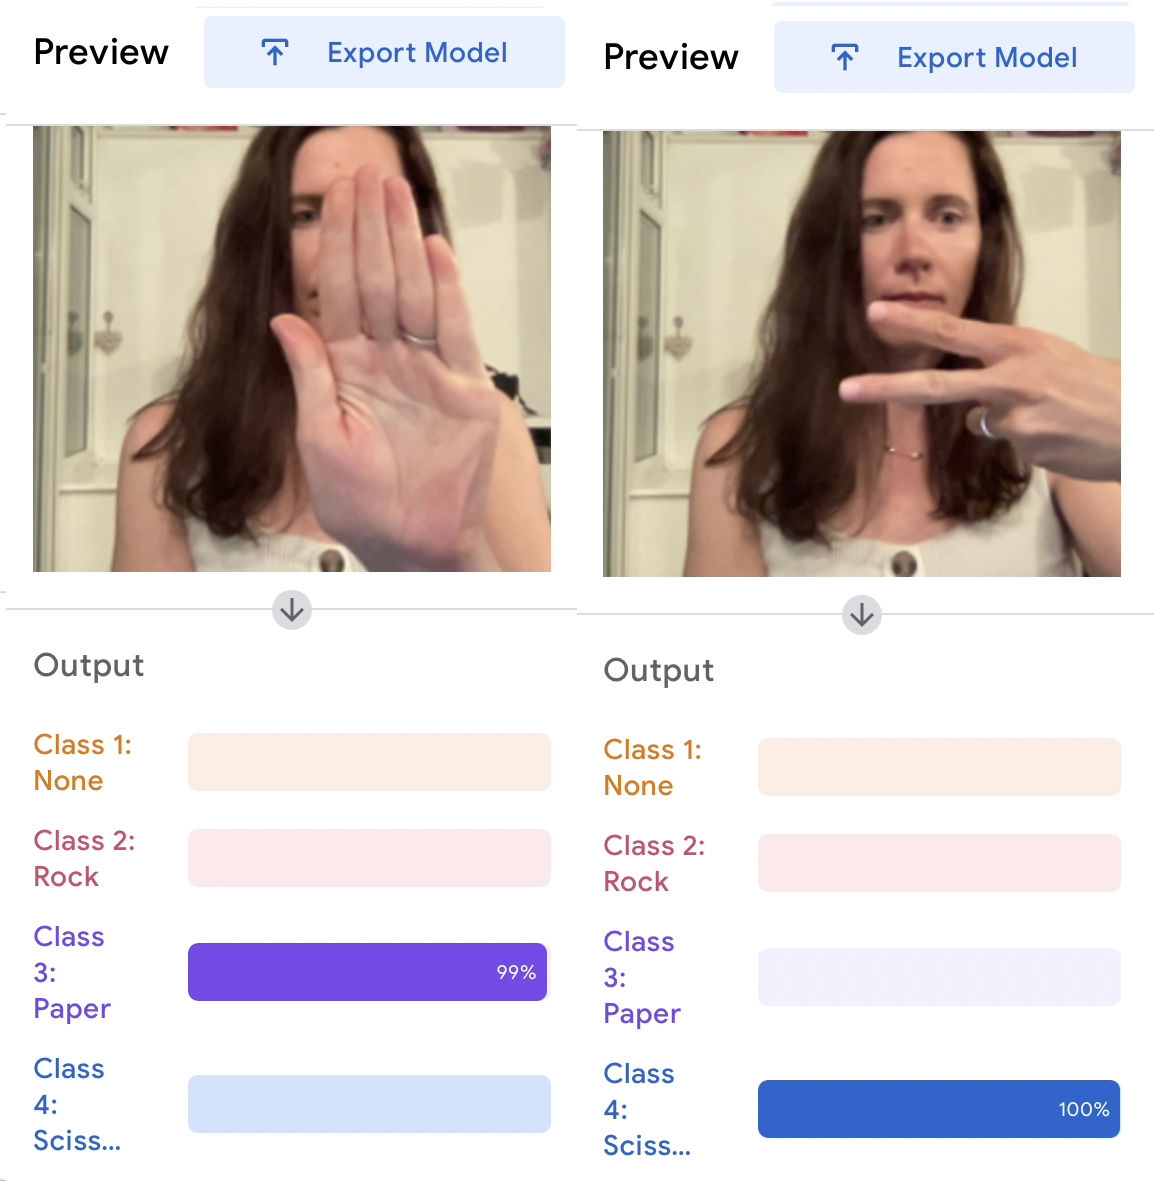 Preview
Export Model
Output
Class 1:
None
Class 2:
Rock
Class
3:
Paper
99%
Class
4:
Sciss...
Preview
Export Model
Output
Class 1:
None
Class 2:
Rock
Class
3:
Paper
Class
4:
Sciss...
100%